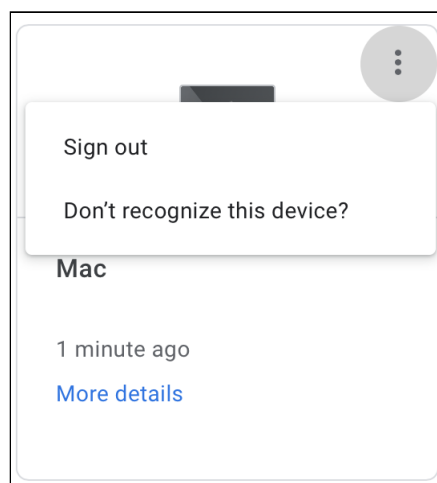 Sign out
Don’t recognize this device?
Mac
1 minute ago
More details